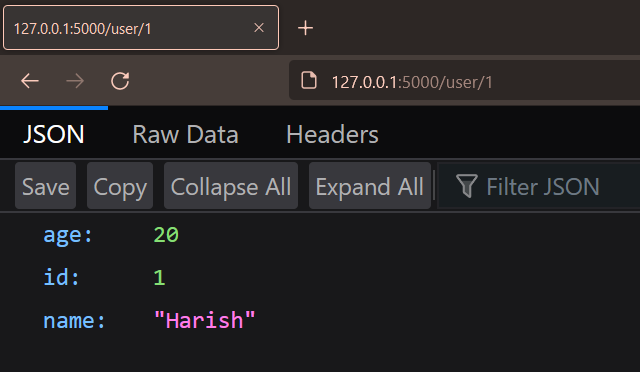 127.0.0.1:5000/user/1
127.0.0.1:5000/user/1
JSON Raw Data Headers
Save Copy Collapse All Expand All Filter JSON
age: 20
id: 1
name: "Harish"